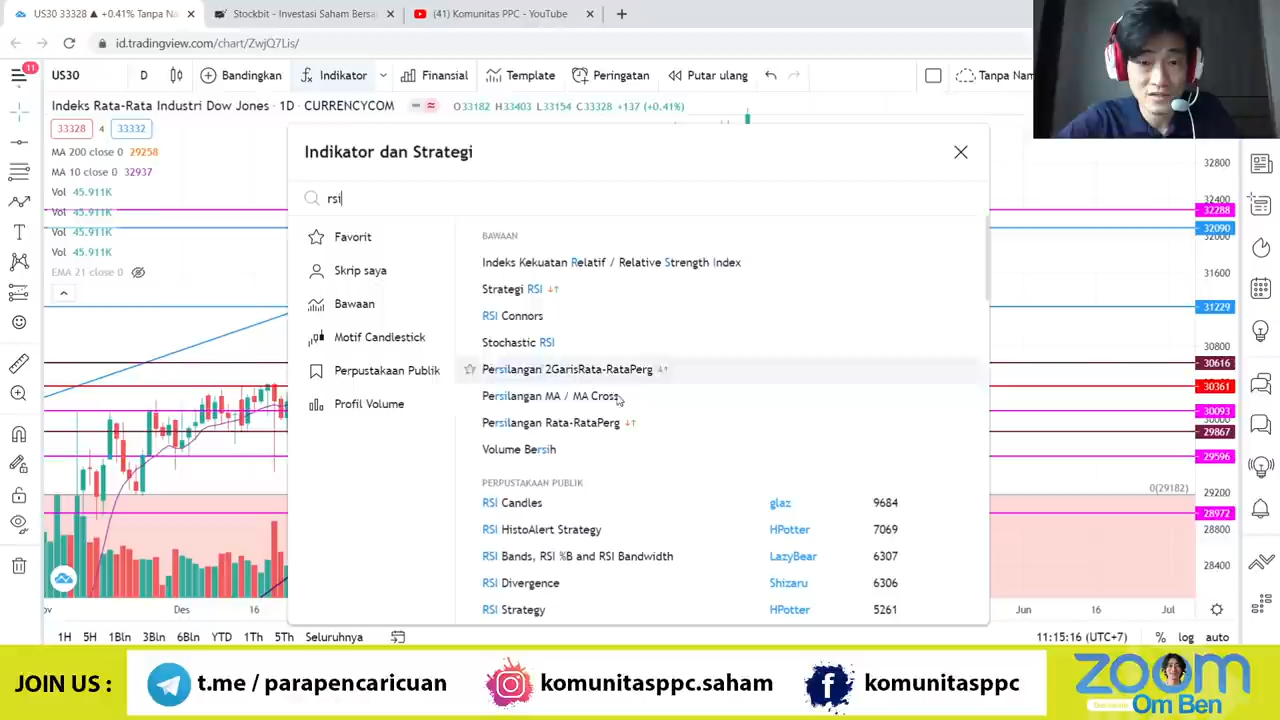 US30 33328 ▲ +0.41% Tanpa Na
Stockbit - Investasi Saham Bersa
(41) Komunitas PPC - YouTube
id.tradingview.com/chart/ZwjQ7Lis/
11
US30
D
Bandingkan
Indikator
Finansial
Template
Peringatan
Putar ulang
Tanpa Nam
Indeks Rata-Rata Industri Dow Jones · 1D · CURRENCYCOM
O33182 H33403 L33154 C33328 +137 (+0.41%)
33328 4 33332
MA 200 close 0 29258
MA 10 close 0 32937
Vol 45.911K
Vol 45.911K
Vol 45.911K
Vol 45.911K
EMA 21 close 0
Indikator dan Strategi
rsi
Favorit
Skrip saya
Bawaan
Motif Candlestick
Perpustakaan Publik
Profil Volume
BAWAAN
Indeks Kekuatan Relatif / Relative Strength Index
Strategi RSI
RSI Connors
Stochastic RSI
Persilangan 2GarisRata-RataPerg
Persilangan MA / MA Cross
Persilangan Rata-RataPerg
Volume Bersih
PERPUSTAKAAN PUBLIK
RSI Candles glaz 9684
RSI HistoAlert Strategy HPotter 7069
RSI Bands, RSI %B and RSI Bandwidth LazyBear 6307
RSI Divergence Shizaru 6306
RSI Strategy HPotter 5261
32800
32400
32288
32090
32000
31600
31229
30800
30616
30361
30093
30000
29867
29596
0(29182)
29200
28972
28800
28400
ov
Des
16
Jun
16
Jul
1H 5H 1Bln 3Bln 6Bln YTD 1Th 5Th Seluruhnya
11:15:16 (UTC+7) % log auto
JOIN US :
t.me / parapencaricuan
komunitasppc.saham
komunitasppc
ZOOM
Om Ben